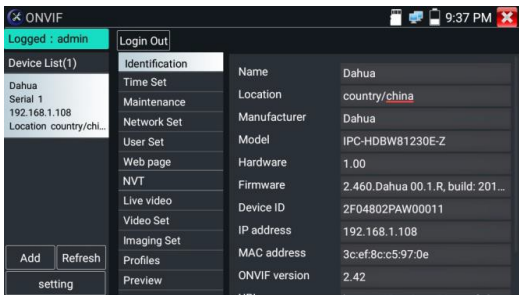 ONVIF
9:37 PM
Logged : admin
Login Out
Device List(1)
Dahua
Serial 1
192.168.1.108
Location country/chi...
Add
Refresh
setting
Identification
Time Set
Maintenance
Network Set
User Set
Web page
NVT
Live video
Video Set
Imaging Set
Profiles
Preview
Name Dahua
Location country/china
Manufacturer Dahua
Model IPC-HDBW81230E-Z
Hardware 1.00
Firmware 2.460.Dahua 00.1.R, build: 201...
Device ID 2F04802PAW00011
IP address 192.168.1.108
MAC address 3c:ef:8c:c5:97:0e
ONVIF version 2.42